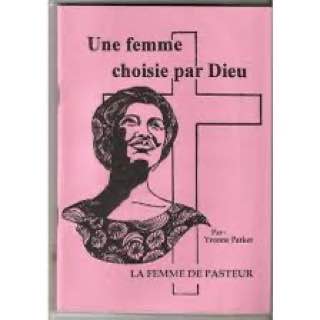 Une femme
choisie par Dieu
Par:
Yvonne Parker
LA FEMME DE PASTEUR